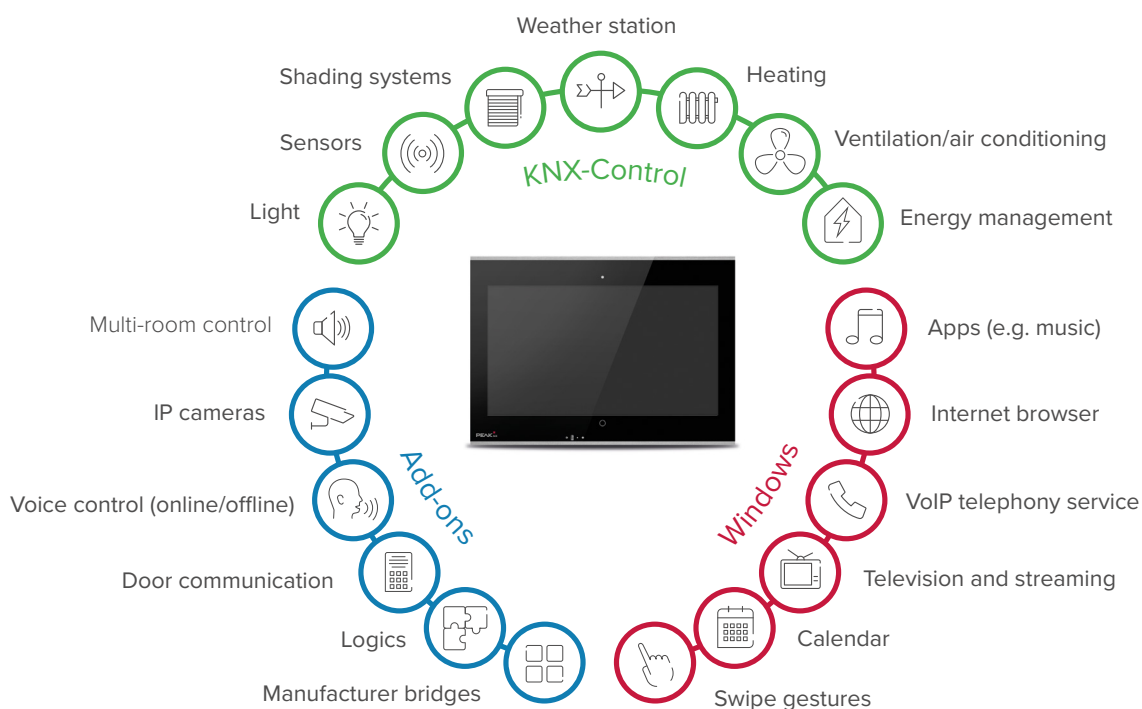 Weather station
Shading systems
Heating
Sensors
Ventilation/air conditioning
KNX-Control
Light
Energy management
Multi-room control
Apps (e.g. music)
IP cameras
Internet browser
Add-ons
Windows
Voice control (online/offline)
VoIP telephony service
PEAK
Door communication
Television and streaming
Logics
Calendar
Manufacturer bridges
Swipe gestures